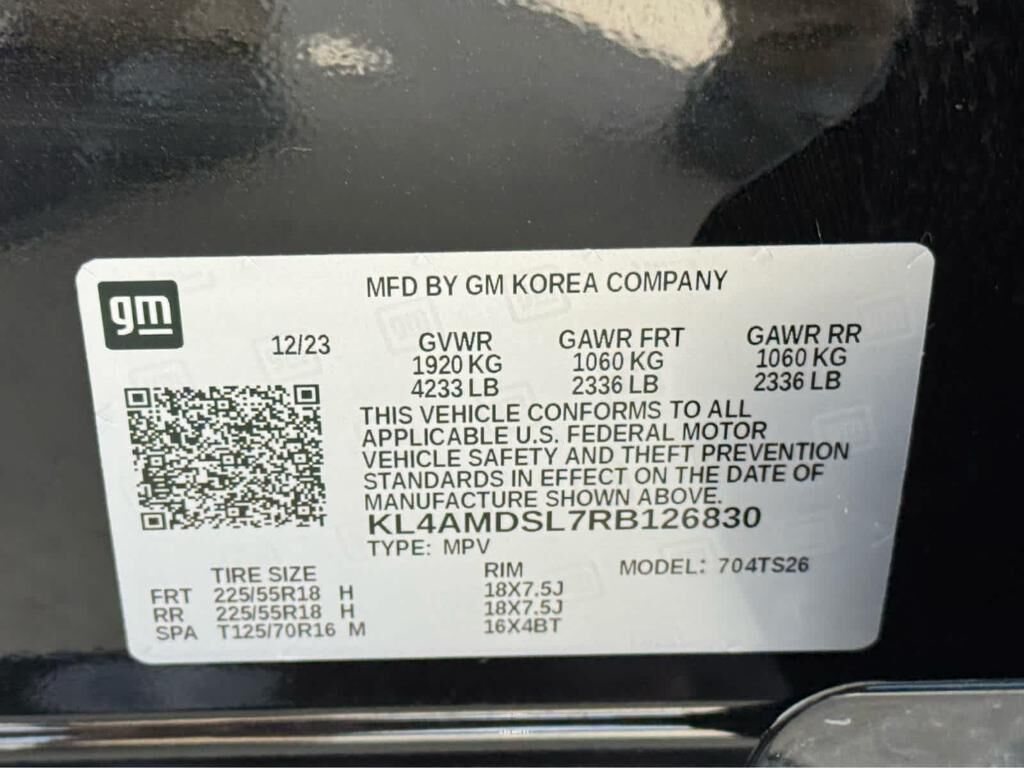 gm
MFD BY GM KOREA COMPANY
12/23 GVWR GAWR FRT GAWR RR
1920 KG 1060 KG 1060 KG
4233 LB 2336 LB 2336 LB
THIS VEHICLE CONFORMS TO ALL
APPLICABLE U.S. FEDERAL MOTOR
VEHICLE SAFETY AND THEFT PREVENTION
STANDARDS IN EFFECT ON THE DATE OF
MANUFACTURE SHOWN ABOVE.
KL4AMDSL7RB126830
TYPE: MPV
TIRE SIZE RIM MODEL: 704TS26
FRT 225/55R18 H 18X7.5J
RR 225/55R18 H 18X7.5J
SPA T125/70R16 M 16X4BT